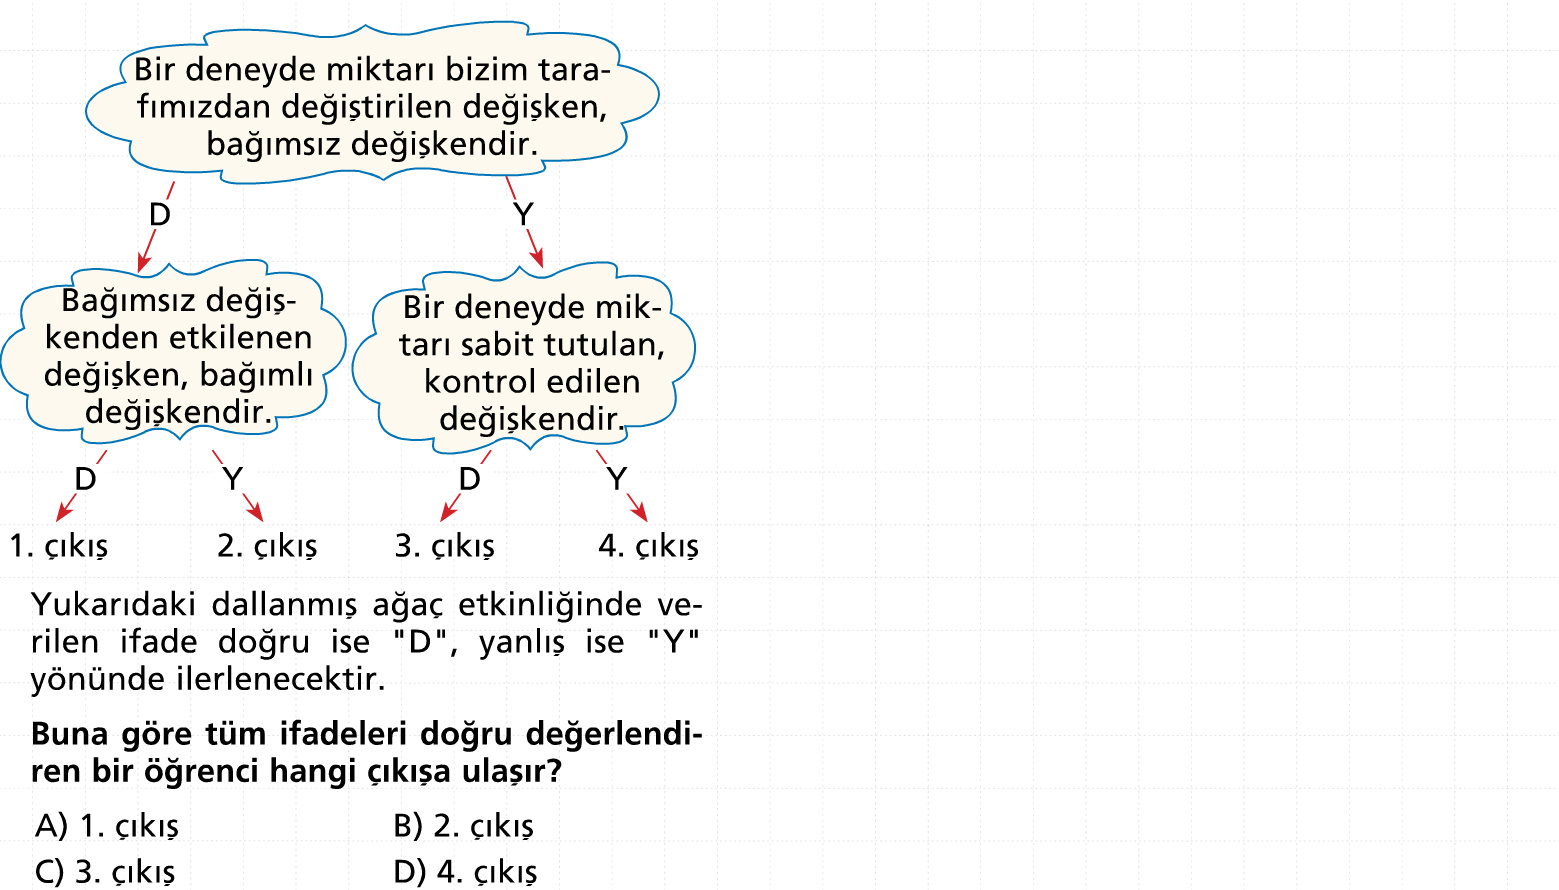 Bir deneyde miktarı bizim tara-
fımızdan değiştirilen değişken,
bağımsız değişkendir.
D
Y
Bağımsız değiş-
kenden etkilenen
değişken, bağımlı
değişkendir.
Bir deneyde mik-
tarı sabit tutulan,
kontrol edilen
değişkendir.
D
Y
D
Y
1. çıkış
2. çıkış
3. çıkış
4. çıkış
Yukarıdaki dallanmış ağaç etkinliğinde ve-
rilen ifade doğru ise "D", yanlış ise "Y"
yönünde ilerlenecektir.
Buna göre tüm ifadeleri doğru değerlendi-
ren bir öğrenci hangi çıkışa ulaşır?
A) 1. çıkış
B) 2. çıkış
C) 3. çıkış
D) 4. çıkış